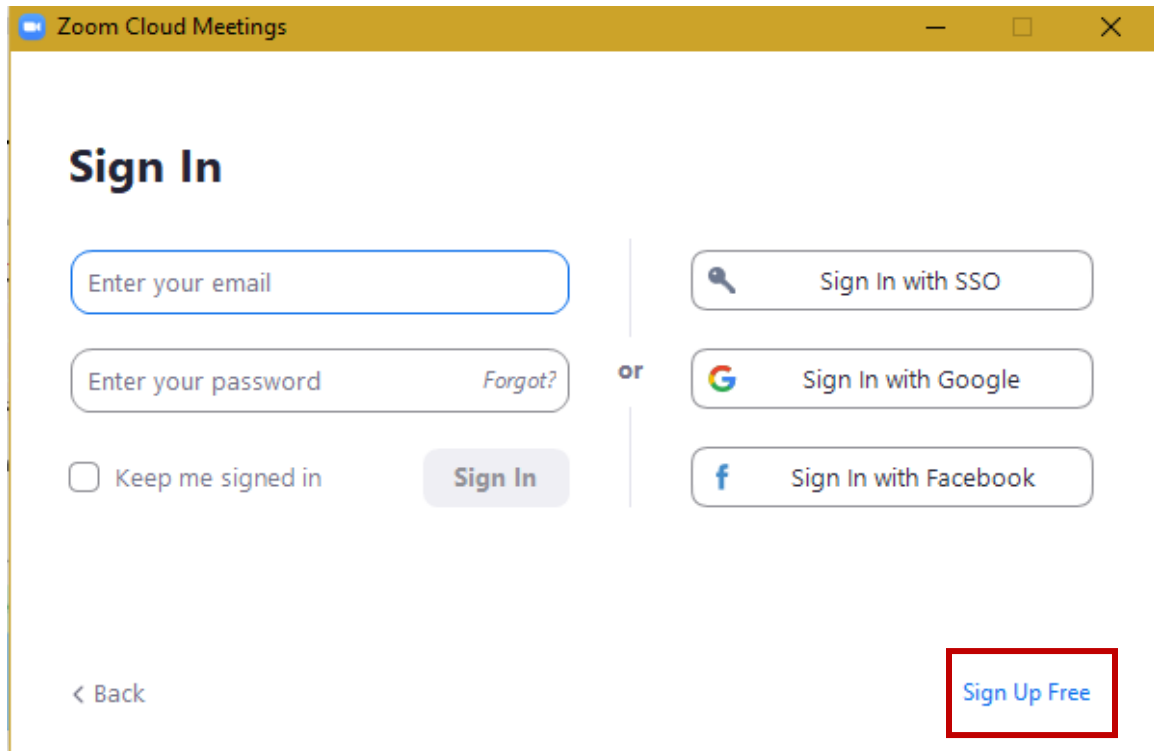 Zoom Cloud Meetings
Sign In
Enter your email
Enter your password Forgot?
Keep me signed in Sign In
or
Sign In with SSO
Sign In with Google
Sign In with Facebook
< Back
Sign Up Free